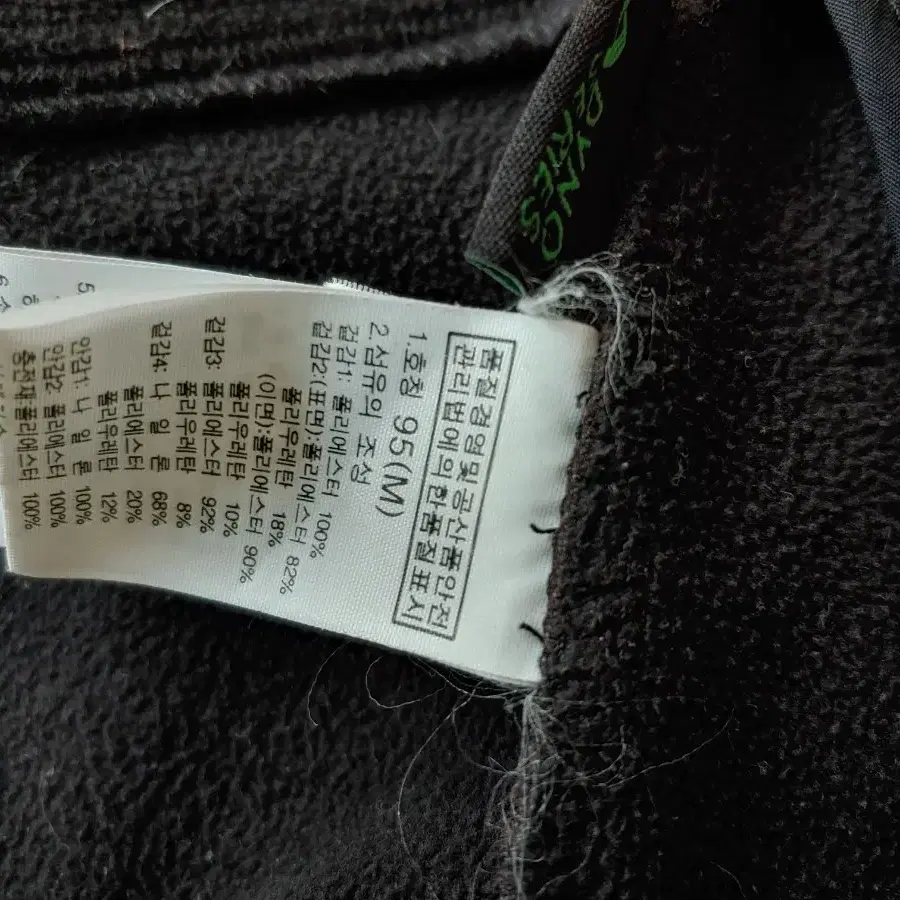 품질경영및공산품안전
관리법에의한품질표시
1.호칭 95(M)
2.섬유의 조성
겉감1: 폴리에스터 100%
겉감2(표면):폴리에스터 82%
폴리우레탄 18%
(이면):폴리에스터 90%
폴리우레탄 10%
겉감3: 폴리에스터 92%
폴리우레탄 8%
겉감4: 나 일 론 68%
폴리에스터 20%
폴리우레탄 12%
안감1: 나 일 론 100%
안감2: 폴리에스터 100%
충전재:폴리에스터 100%
DYNO
SERIES